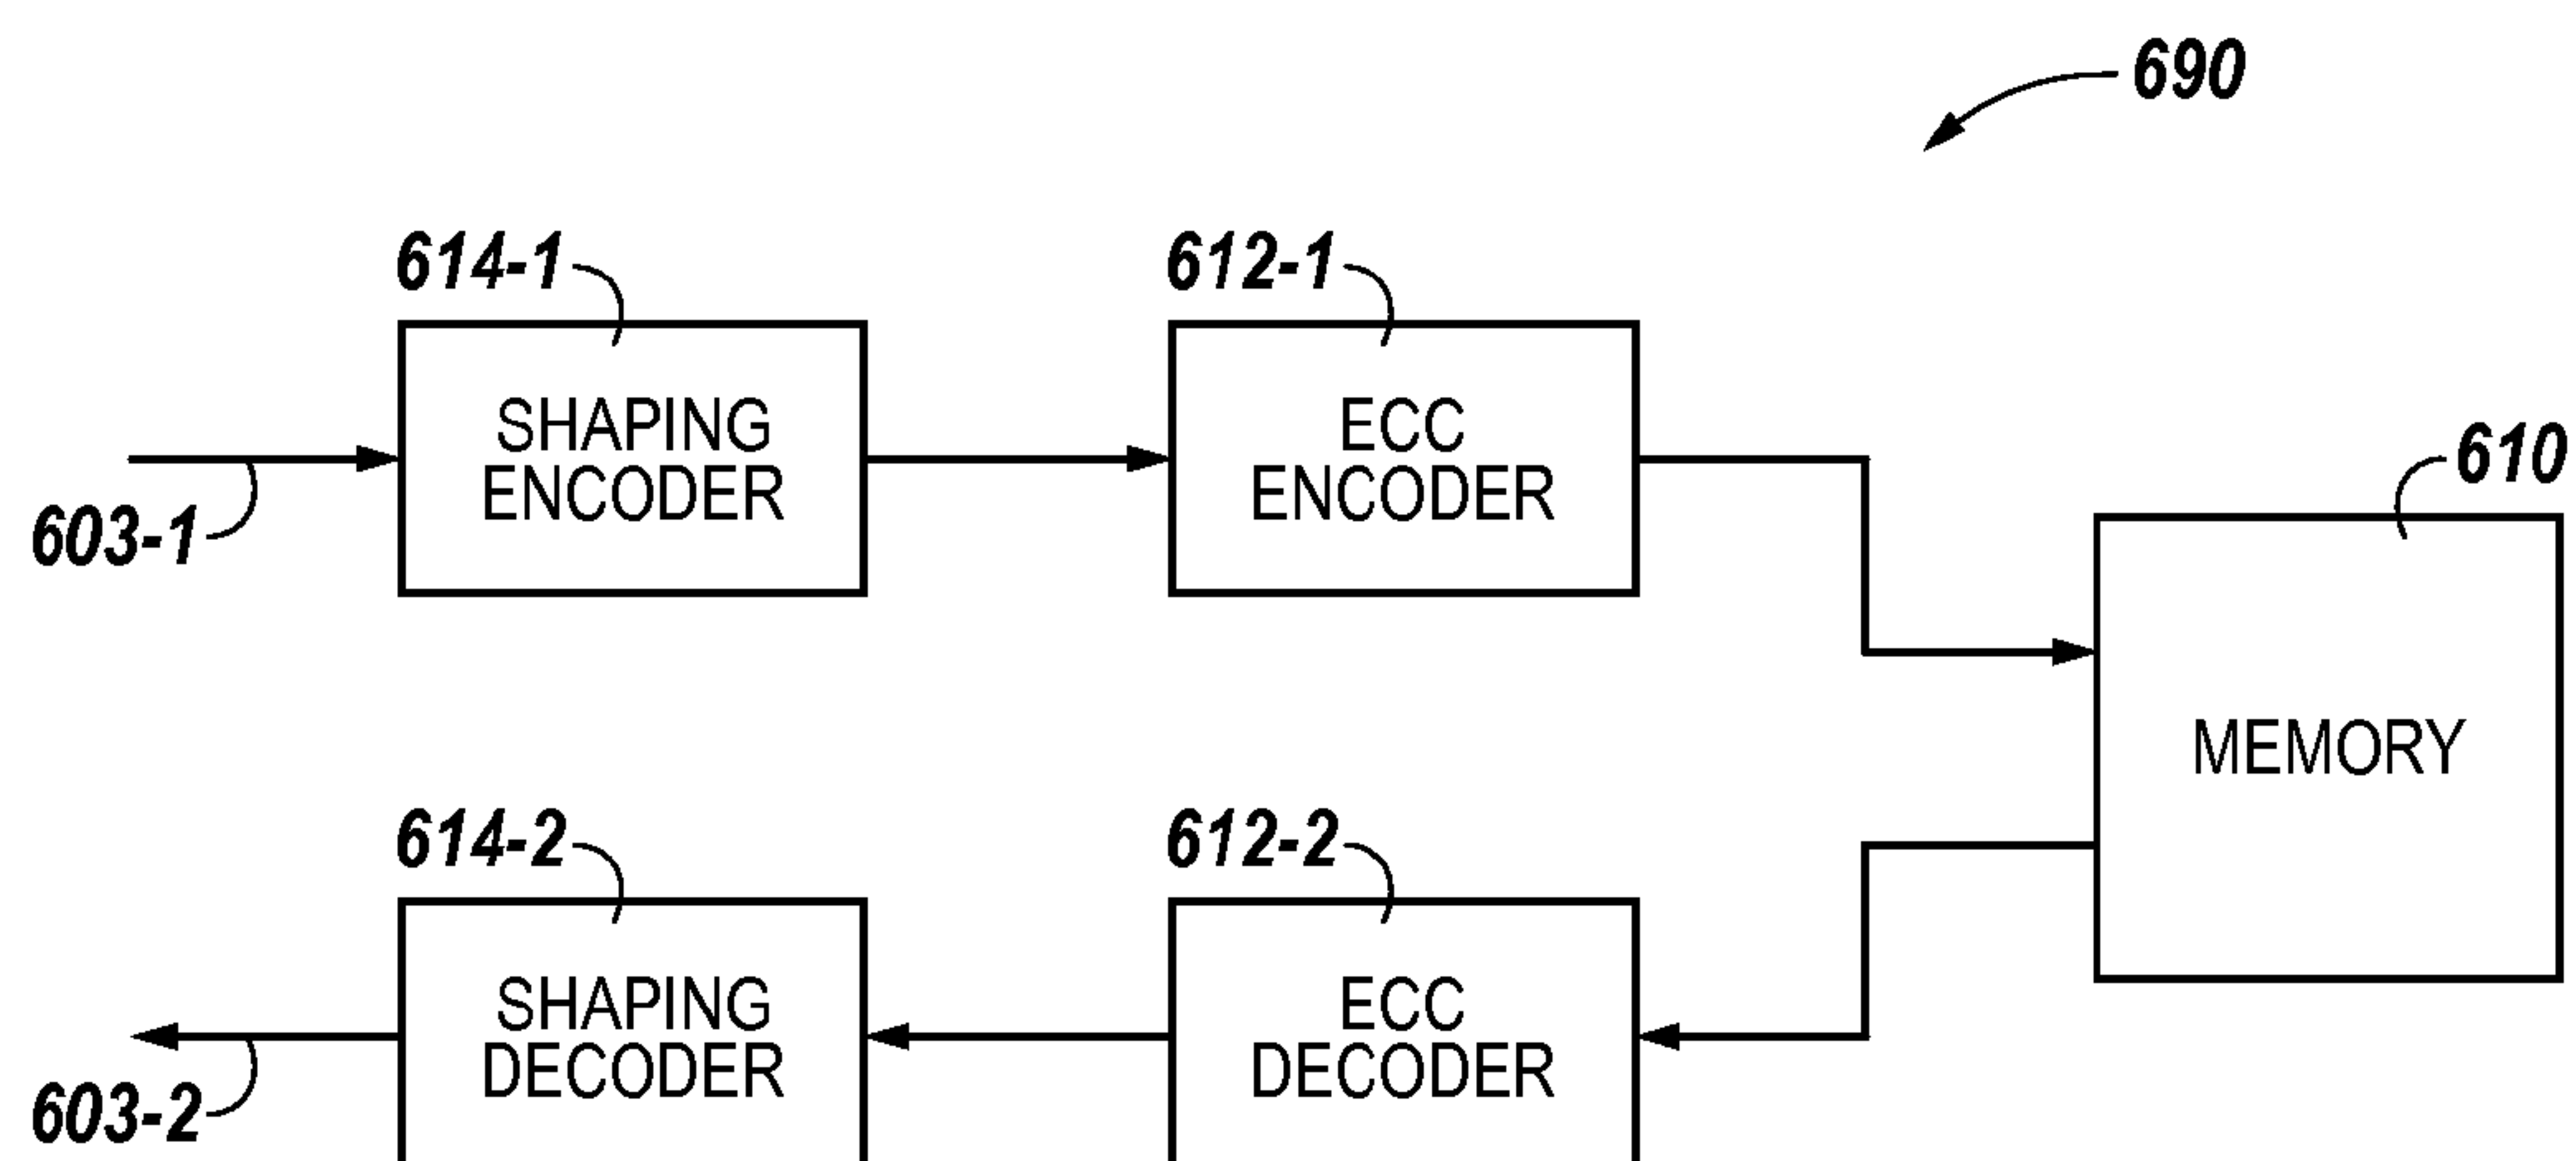 690
614-1
612-1
SHAPING
ENCODER
ECC
ENCODER
610
603-1
MEMORY
614-2
612-2
SHAPING
DECODER
ECC
DECODER
603-2